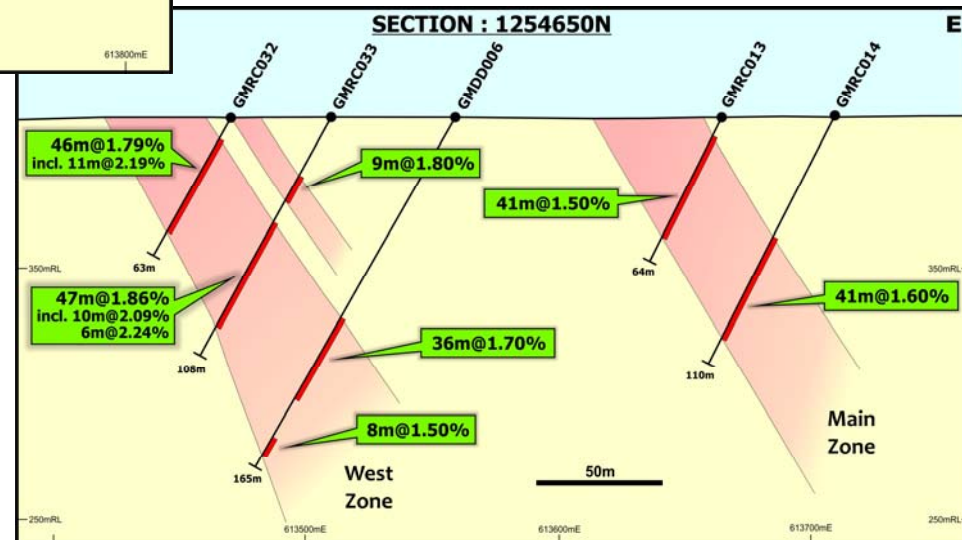 613800mE
SECTION : 1254650N
E
GMRC032
GMRC033
GMDD006
GMRC013
GMRC014
46m@1.79%
incl. 11m@2.19%
9m@1.80%
41m@1.50%
63m
64m
350mRL
350mRL
47m@1.86%
incl. 10m@2.09%
6m@2.24%
41m@1.60%
36m@1.70%
108m
110m
8m@1.50%
165m
West
Zone
50m
Main
Zone
250mRL
613500mE
613600mE
613700mE
250mRL